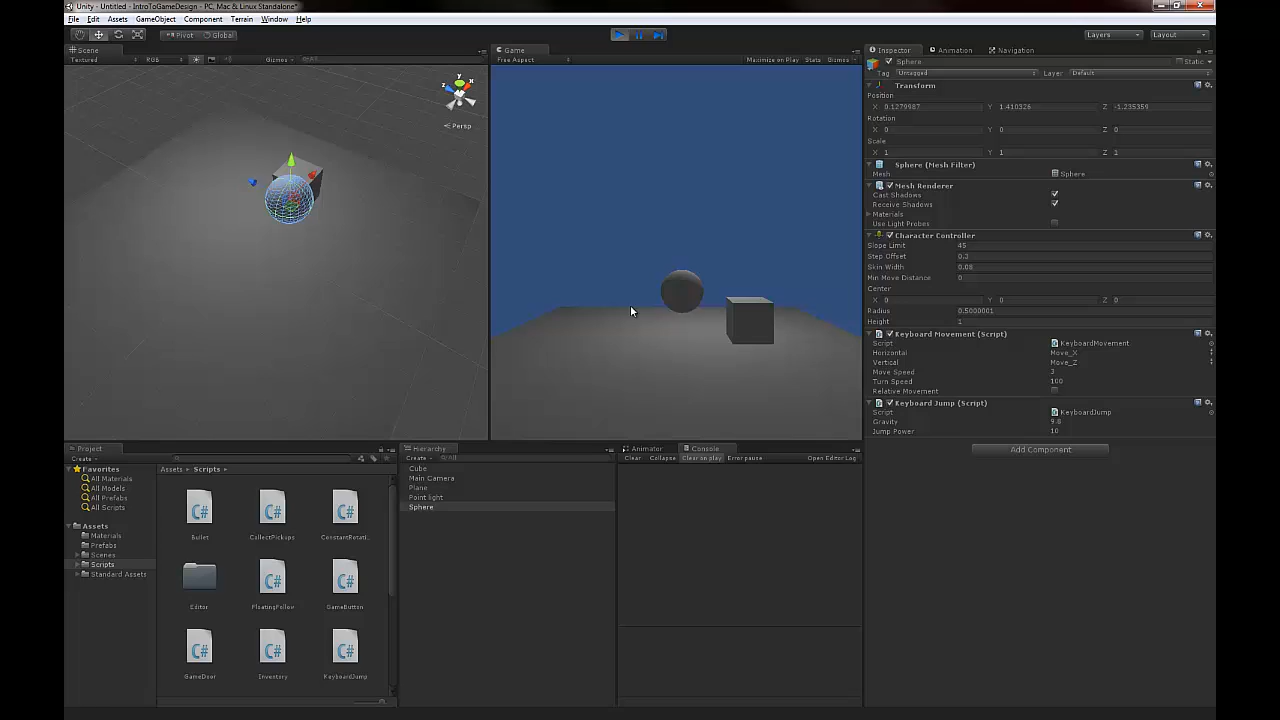 Unity - Untitled - IntroToGameDesign - PC, Mac & Linux Standalone*
File Edit Assets GameObject Component Terrain Window Help
Pivot Global Layers Layout
Scene
Textured RGB Gizmos All
y
x
z
Persp
Game
Free Aspect Maximize on Play Stats Gizmos
Inspector Animation Navigation
Sphere Static
Tag Untagged Layer Default
Transform
Position
X 0.1279987 Y 1.410326 Z -1.235359
Rotation
X 0 Y 0 Z 0
Scale
X 1 Y 1 Z 1
Sphere (Mesh Filter)
Mesh Sphere
Mesh Renderer
Cast Shadows
Receive Shadows
Materials
Use Light Probes
Character Controller
Slope Limit 45
Step Offset 0.3
Skin Width 0.08
Min Move Distance 0
Center
X 0 Y 0 Z 0
Radius 0.5000001
Height 1
Keyboard Movement (Script)
Script KeyboardMovement
Horizontal Move_X
Vertical Move_Z
Move Speed 3
Turn Speed 100
Relative Movement
Keyboard Jump (Script)
Script KeyboardJump
Gravity 9.8
Jump Power 10
Add Component
Project
Create
Favorites
All Materials
All Models
All Prefabs
All Scripts
Assets
Materials
Prefabs
Scenes
Scripts
Standard Assets
Assets Scripts
C# C# C#
Bullet CollectPickups ConstantRotati...
C# C#
Editor FloatingFollow GameButton
C# C# C#
GameDoor Inventory KeyboardJump
Hierarchy
Create All
Cube
Main Camera
Plane
Point light
Sphere
Animator Console
Clear Collapse Clear on play Error pause Open Editor Log